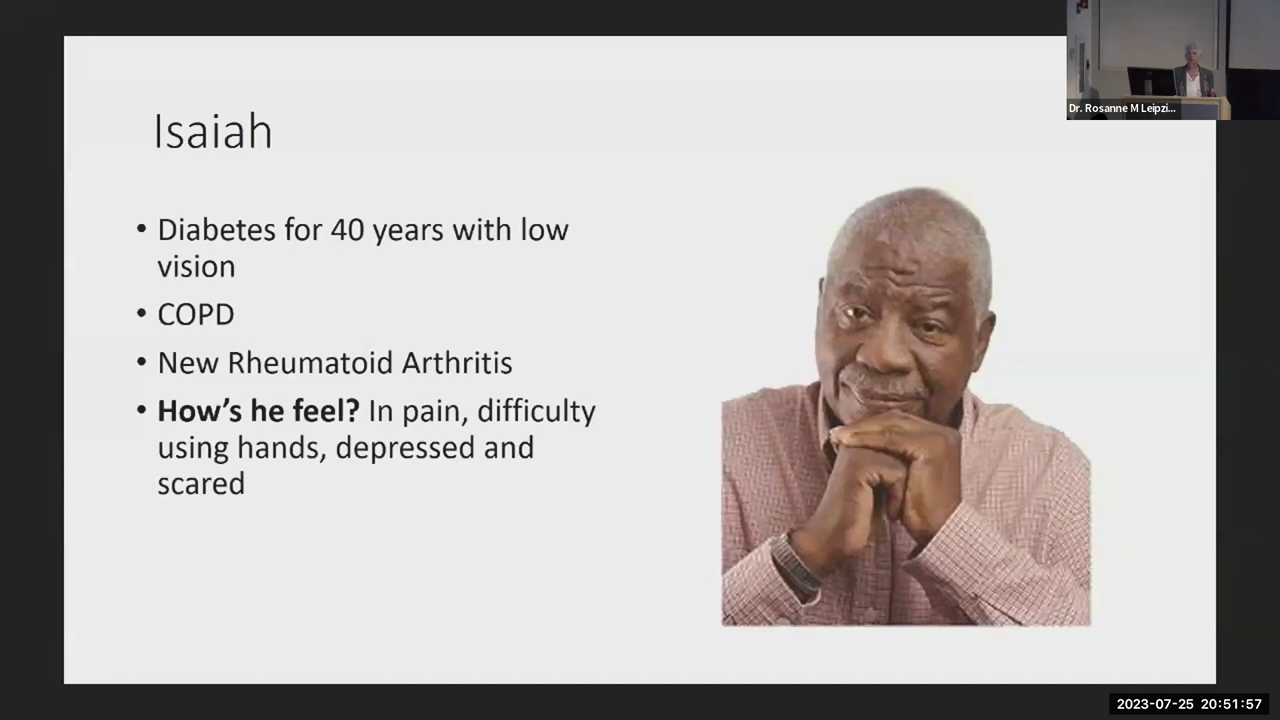 Isaiah
• Diabetes for 40 years with low
vision
• COPD
• New Rheumatoid Arthritis
• How's he feel? In pain, difficulty
using hands, depressed and
scared
Dr. Rosanne M Leipzi...
2023-07-25 20:51:57